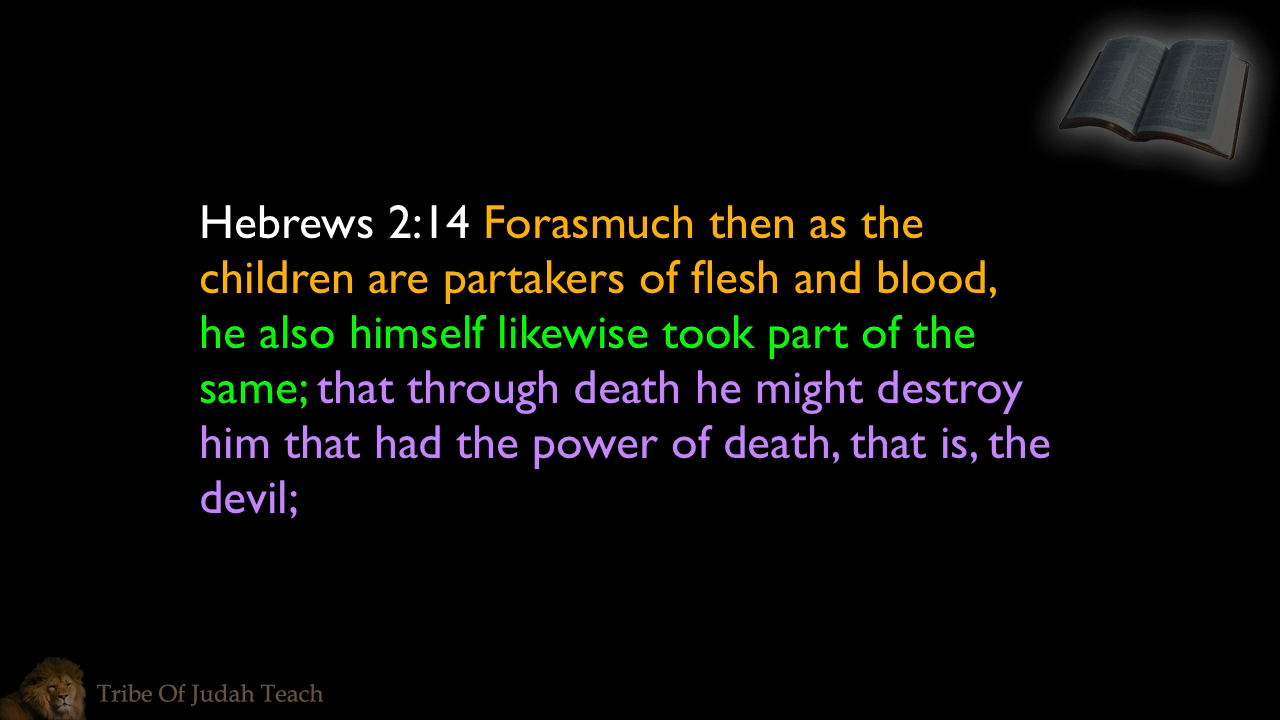 Hebrews 2:14 Forasmuch then as the
children are partakers of flesh and blood,
he also himself likewise took part of the
same; that through death he might destroy
him that had the power of death, that is, the
devil;
Tribe Of Judah Teach